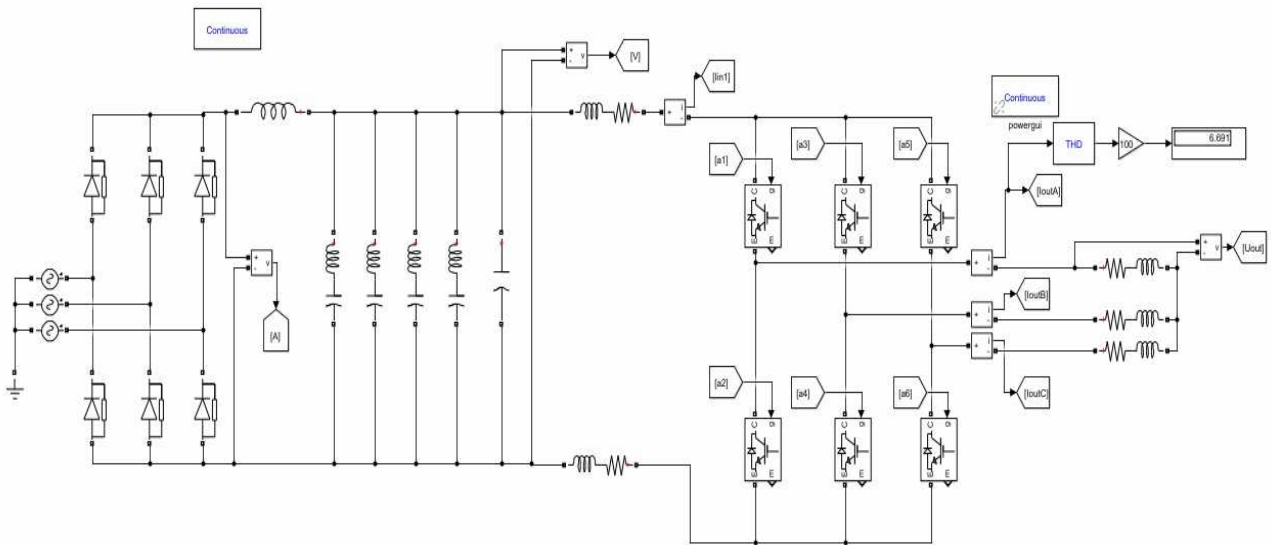 Continuous
+
-
v
[V]
[Iin1]
+
i
-
Continuous
powergui
THD
100
6.691
[a1]
[a3]
[a5]
[IoutA]
C
g
E
m
C
g
E
m
C
g
E
m
+
-
v
[A]
+
i
-
+
-
v
[Uout]
[IoutB]
+
i
-
+
i
-
[IoutC]
[a2]
[a4]
[a6]
C
g
E
m
C
g
E
m
C
g
E
m